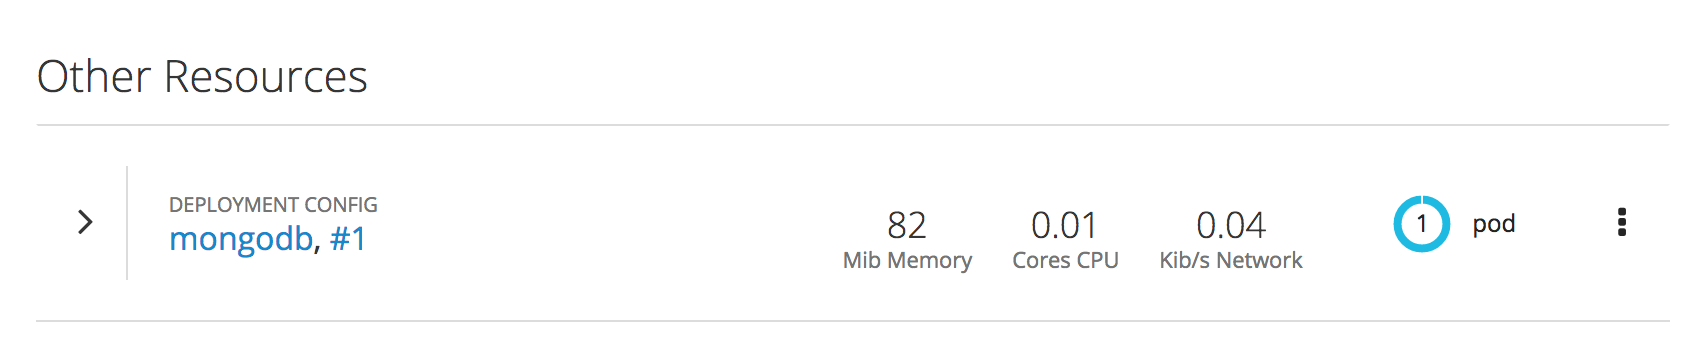 Other Resources
DEPLOYMENT CONFIG
mongodb, #1
82
Mib Memory
0.01
Cores CPU
0.04
Kib/s Network
1
pod